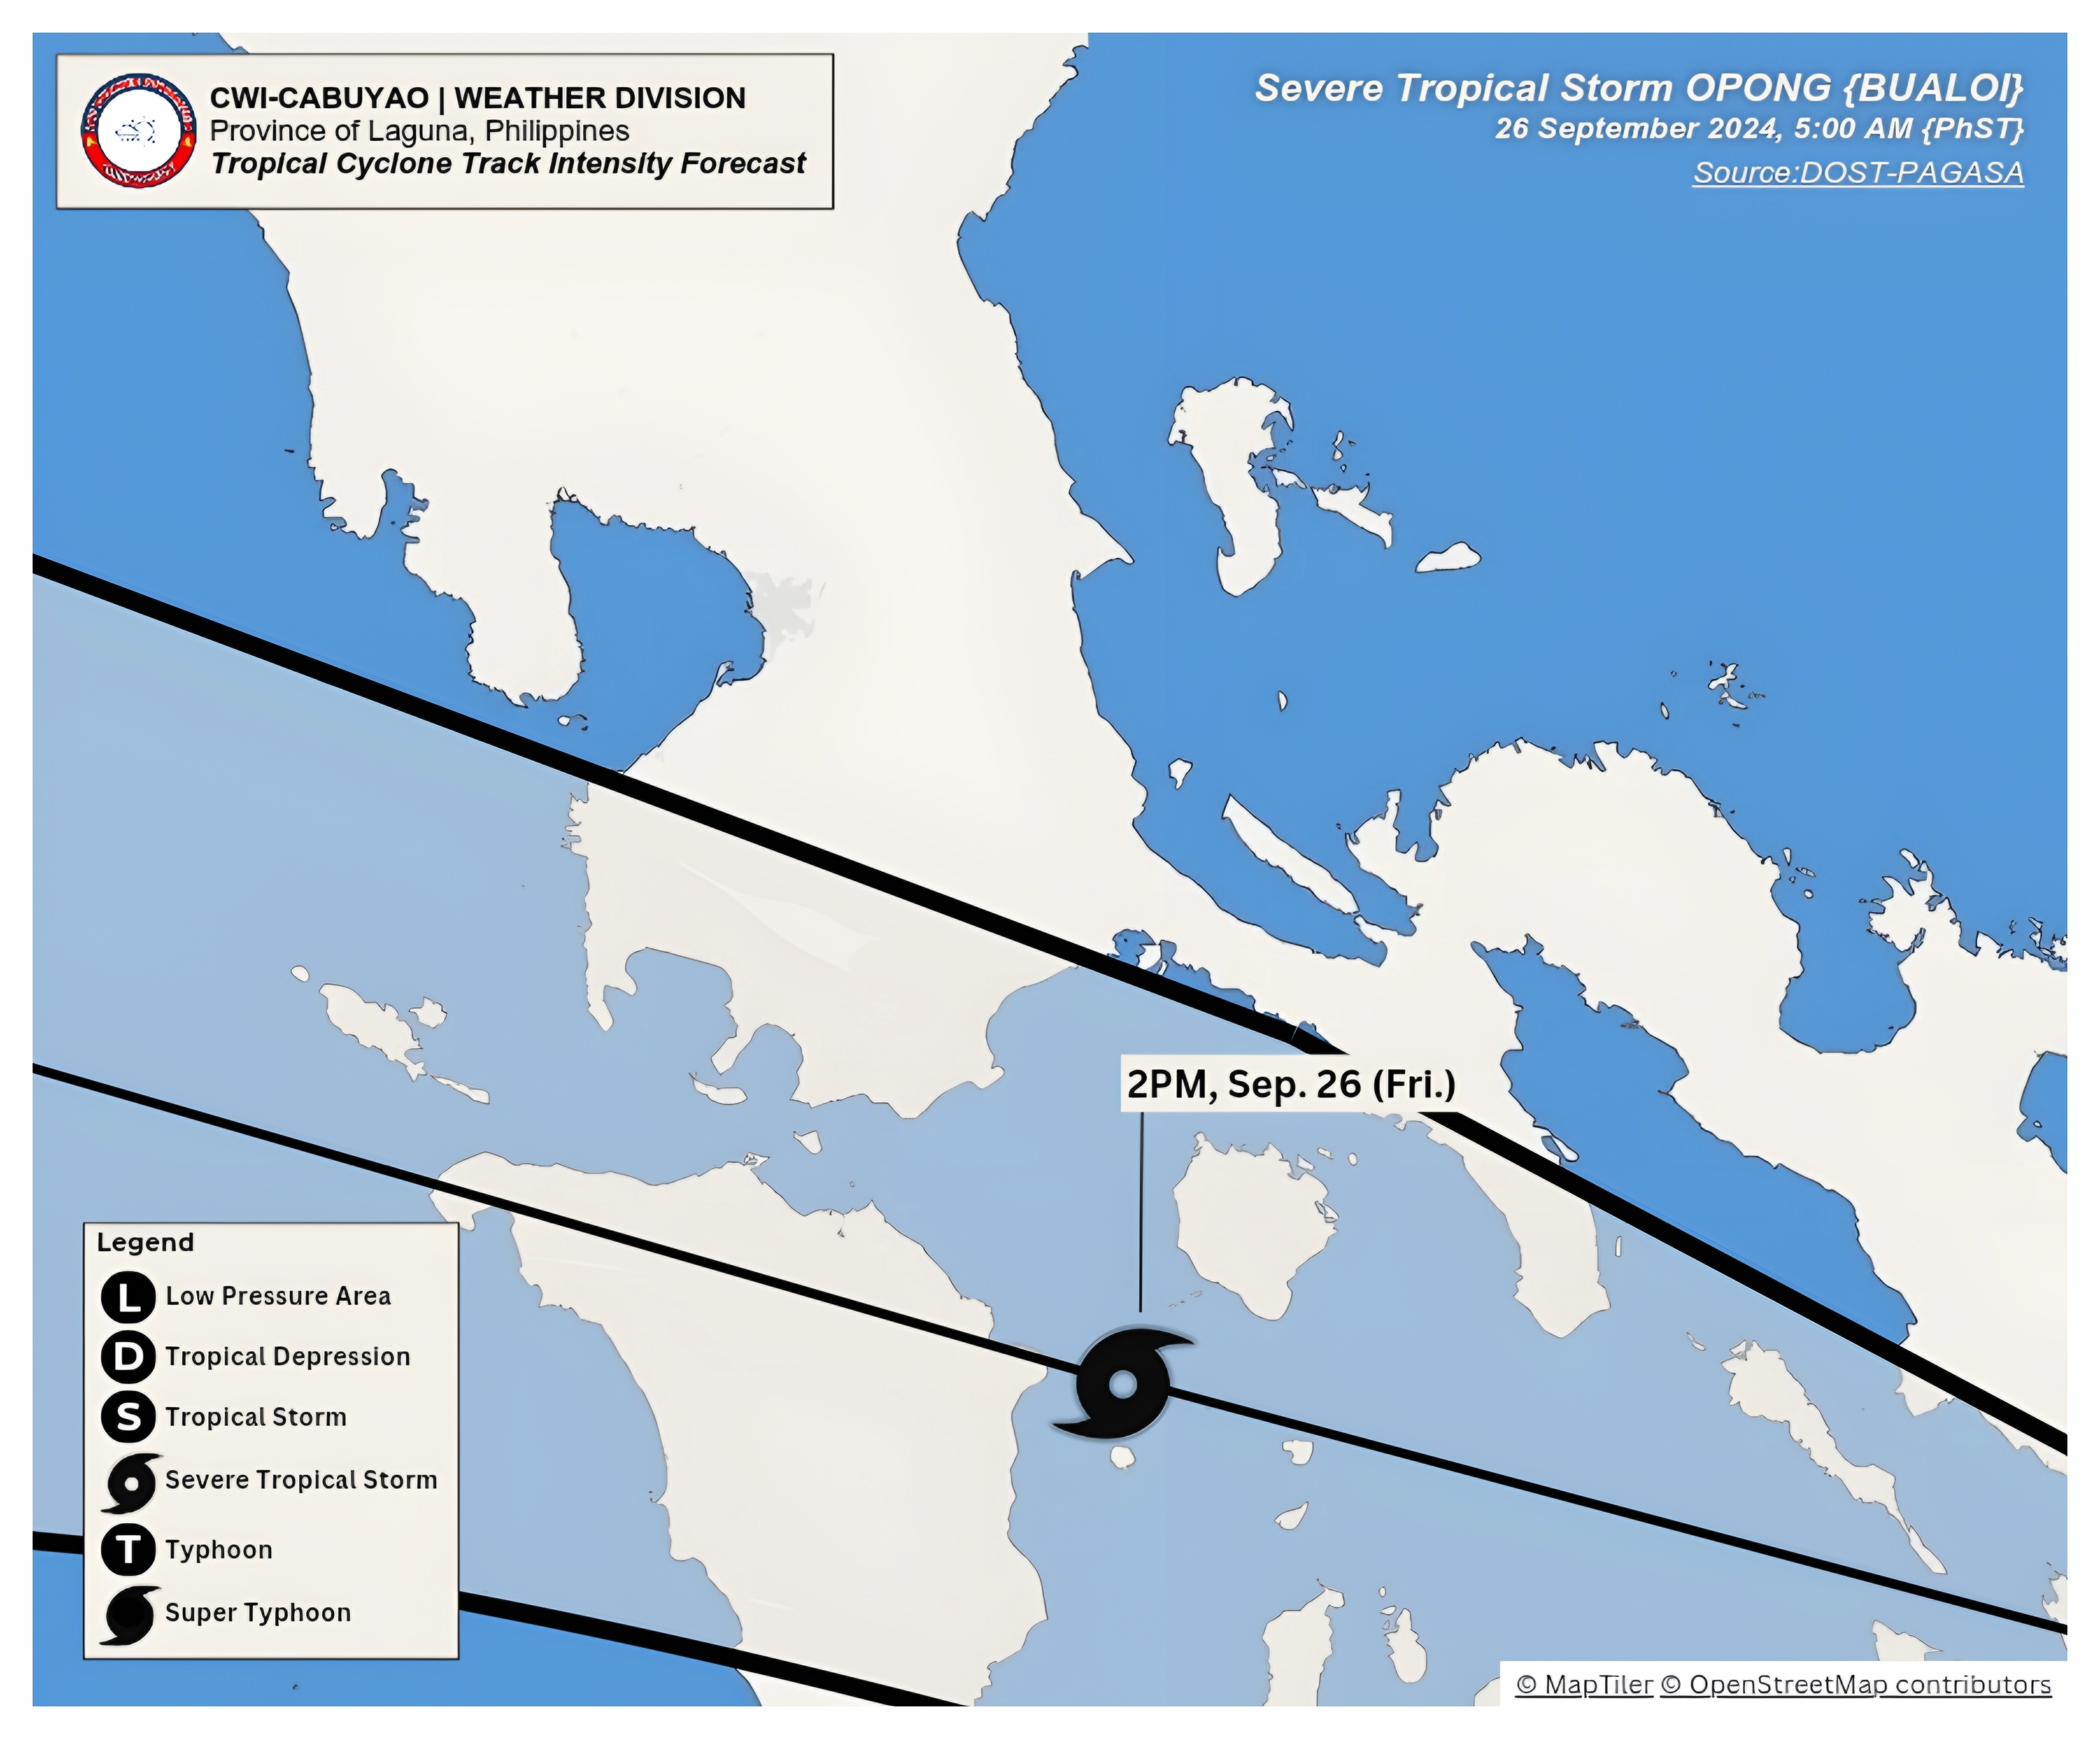 CWI-CABUYAO | WEATHER DIVISION
Province of Laguna, Philippines
Tropical Cyclone Track Intensity Forecast
Severe Tropical Storm OPONG {BUALOI}
26 September 2024, 5:00 AM {PhST}
Source:DOST-PAGASA
2PM, Sep. 26 (Fri.)
Legend
L Low Pressure Area
D Tropical Depression
S Tropical Storm
Severe Tropical Storm
T Typhoon
Super Typhoon
© MapTiler © OpenStreetMap contributors